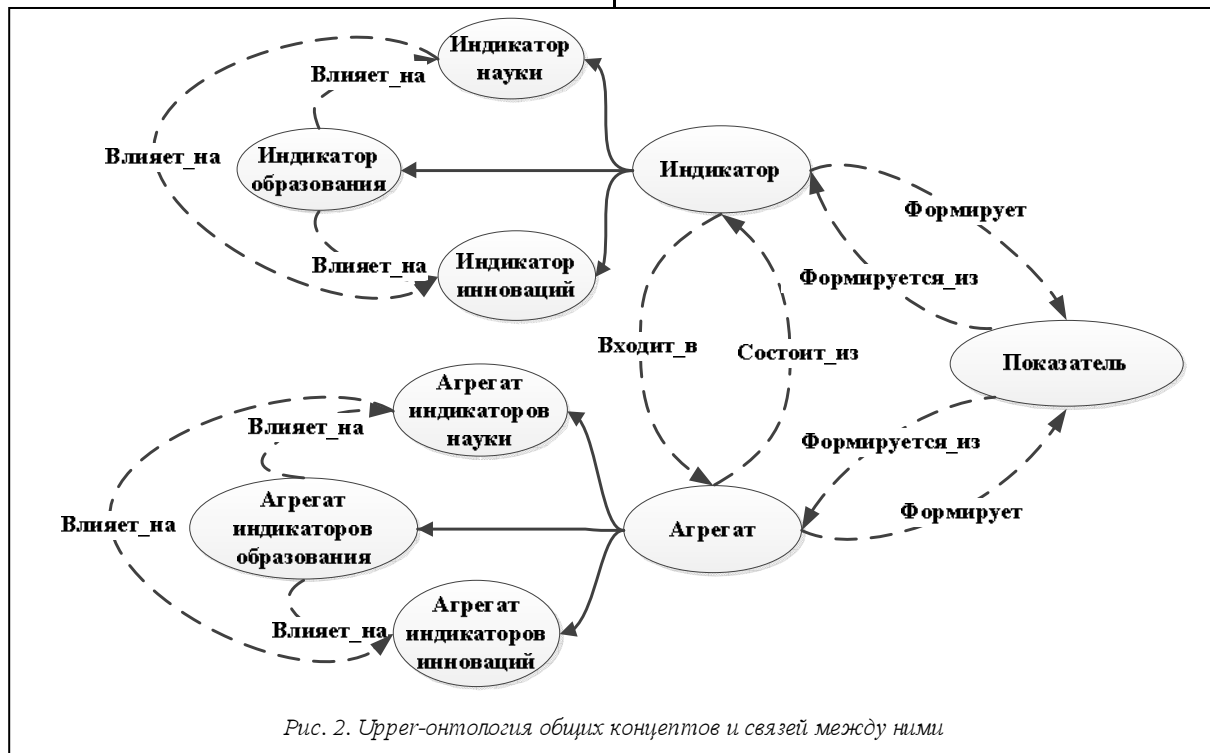 Индикатор
науки
Влияет_на
Влияет_на
Индикатор
образования
Индикатор
Формирует
Влияет_на
Индикатор
инноваций
Формируется_из
Входит_в
Состоит_из
Показатель
Агрегат
индикаторов
науки
Влияет_на
Формируется_из
Влияет_на
Агрегат
индикаторов
образования
Агрегат
Формирует
Влияет_на
Агрегат
индикаторов
инноваций
Рис. 2. Upper-онтология общих концептов и связей между ними